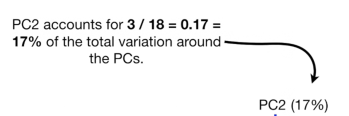 PC2 accounts for 3 / 18 = 0.17 =
17% of the total variation around
the PCs.
PC2 (17%)